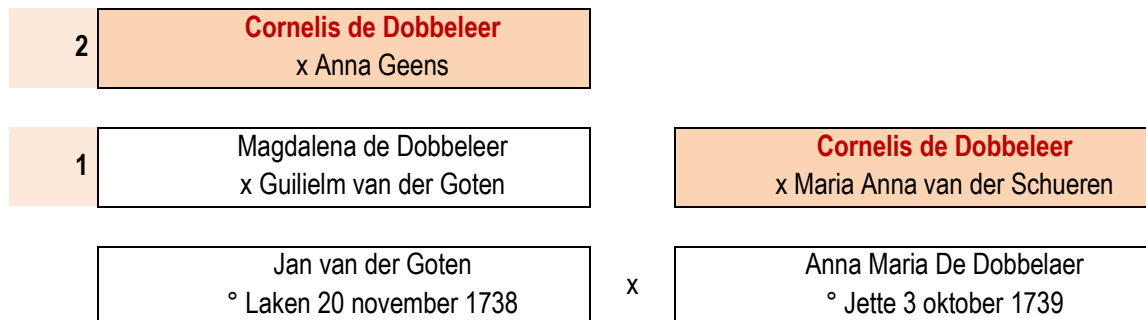 2
Cornelis de Dobbeleer
x Anna Geens
1
Magdalena de Dobbeleer
x Guilielm van der Goten
Cornelis de Dobbeleer
x Maria Anna van der Schueren
Jan van der Goten
° Laken 20 november 1738
x
Anna Maria De Dobbelaer
° Jette 3 oktober 1739